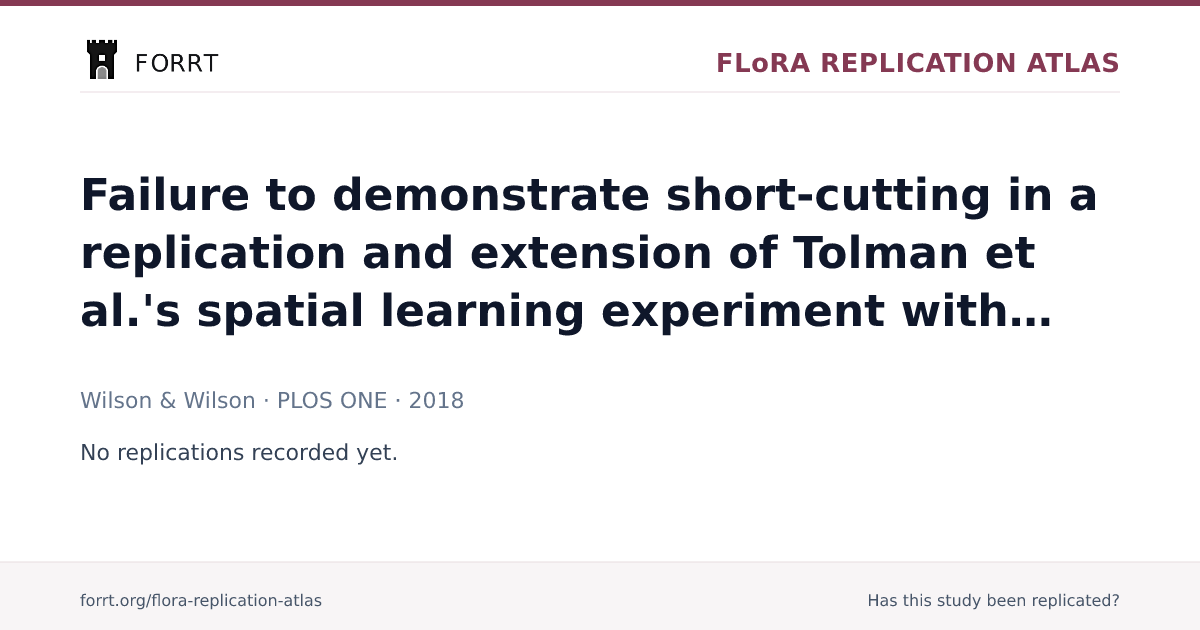 FORRT
FLoRA REPLICATION ATLAS
Failure to demonstrate short-cutting in a
replication and extension of Tolman et
al.'s spatial learning experiment with…
Wilson & Wilson · PLOS ONE · 2018
No replications recorded yet.
forrt.org/flora-replication-atlas
Has this study been replicated?